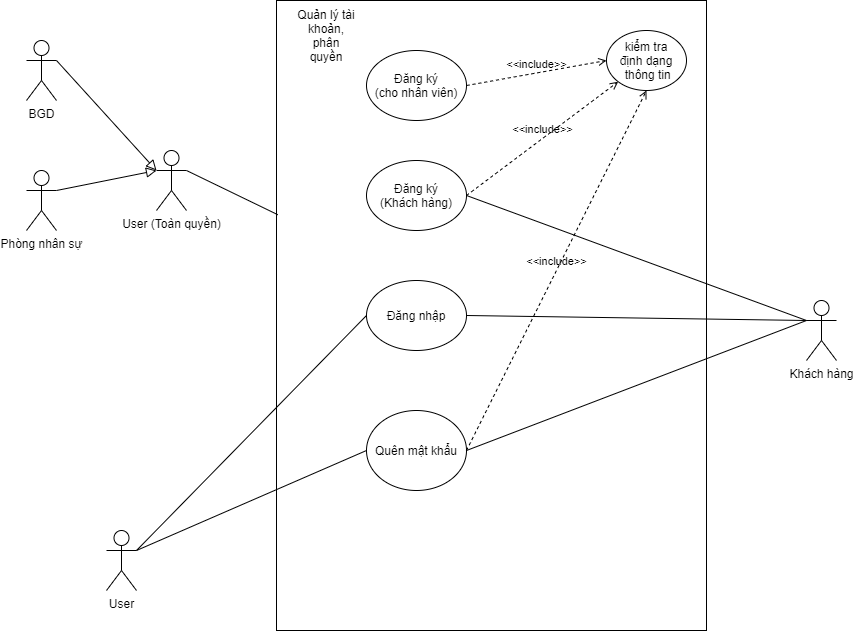 Quản lý tài
khoản,
phân
quyền
BGD
Phòng nhân sự
User (Toàn quyền)
Đăng ký
(cho nhân viên)
<<include>>
kiểm tra
định dạng
thông tin
<<include>>
Đăng ký
(Khách hàng)
<<include>>
Đăng nhập
Khách hàng
Quên mật khẩu
User